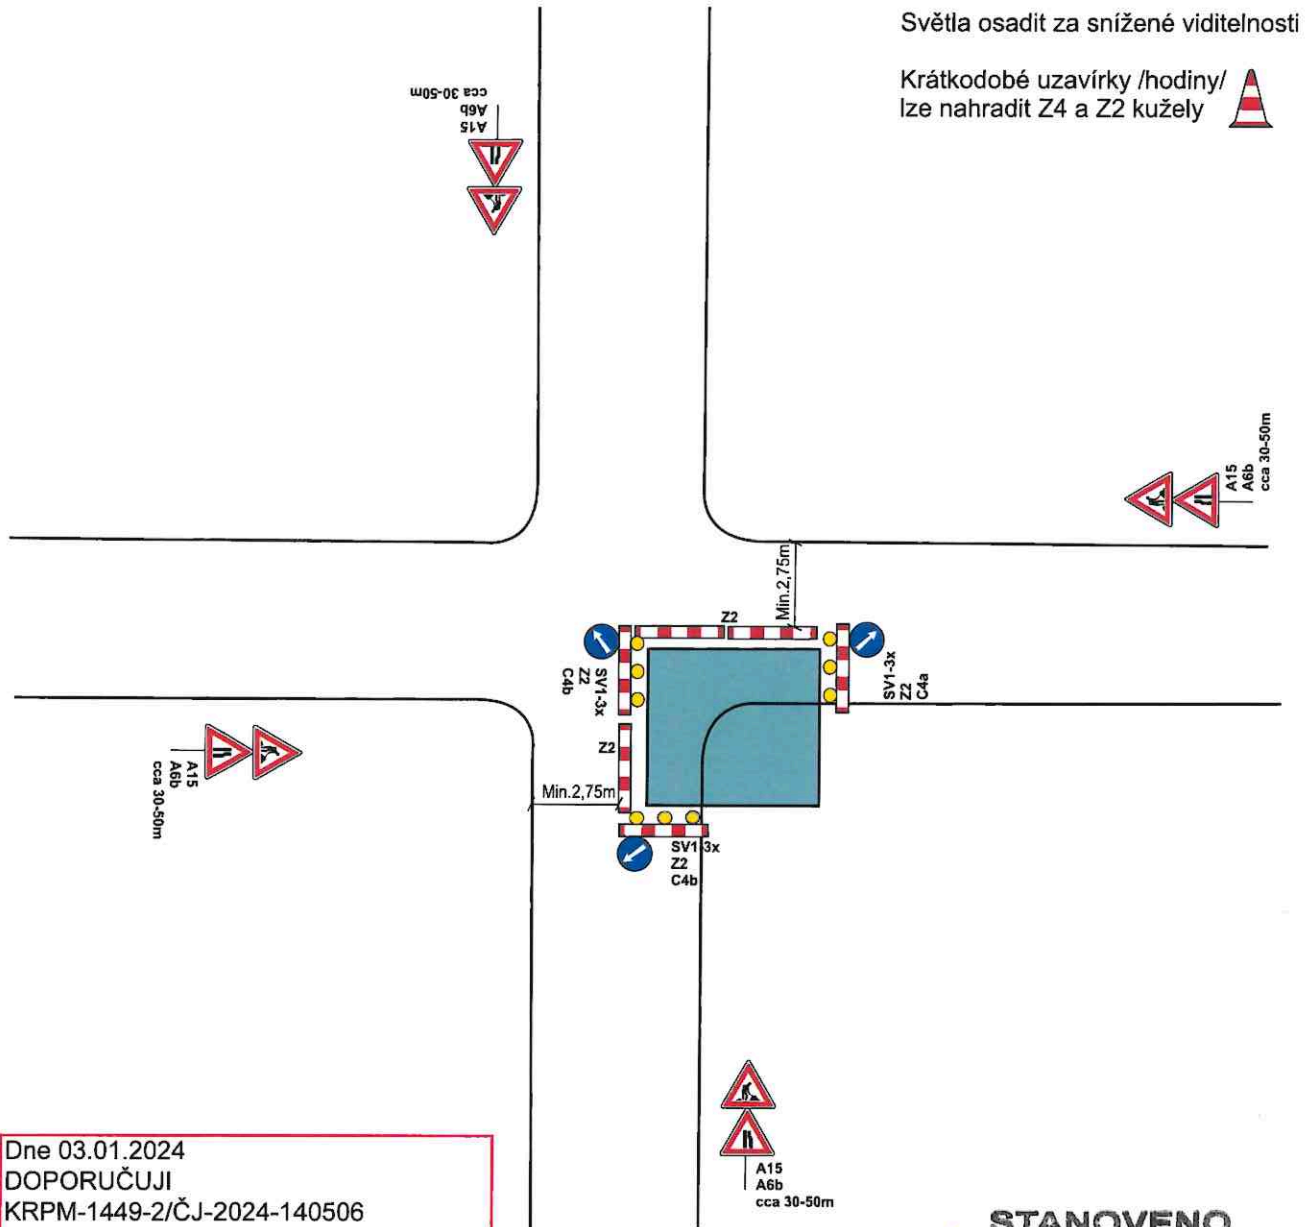 Světla osadit za snížené viditelnosti
Krátkodobé uzavírky /hodiny/
lze nahradit Z4 a Z2 kužely
A15
A6b
cca 30-50m
A15
A6b
cca 30-50m
Min.2,75m
Z2
SV1-3x
Z2
C4b
SV1-3x
Z2
C4a
Z2
Min.2,75m
A15
A6b
cca 30-50m
SV1-3x
Z2
C4b
A15
A6b
cca 30-50m
Dne 03.01.2024
DOPORUČUJI
KRPM-1449-2/ČJ-2024-140506
STANOVENO